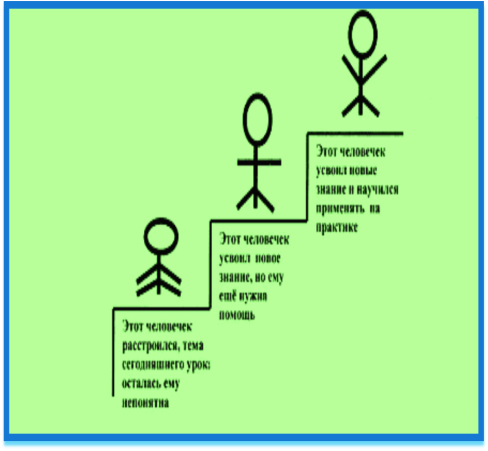 Этот человечек
усвоил новые
знание и научился
применять на
практике
Этот человечек
усвоил новое
знание, но ему
ещё нужна
помощь
Этот человечек
расстроился, тема
сегодняшнего урока
осталась ему
непонятна